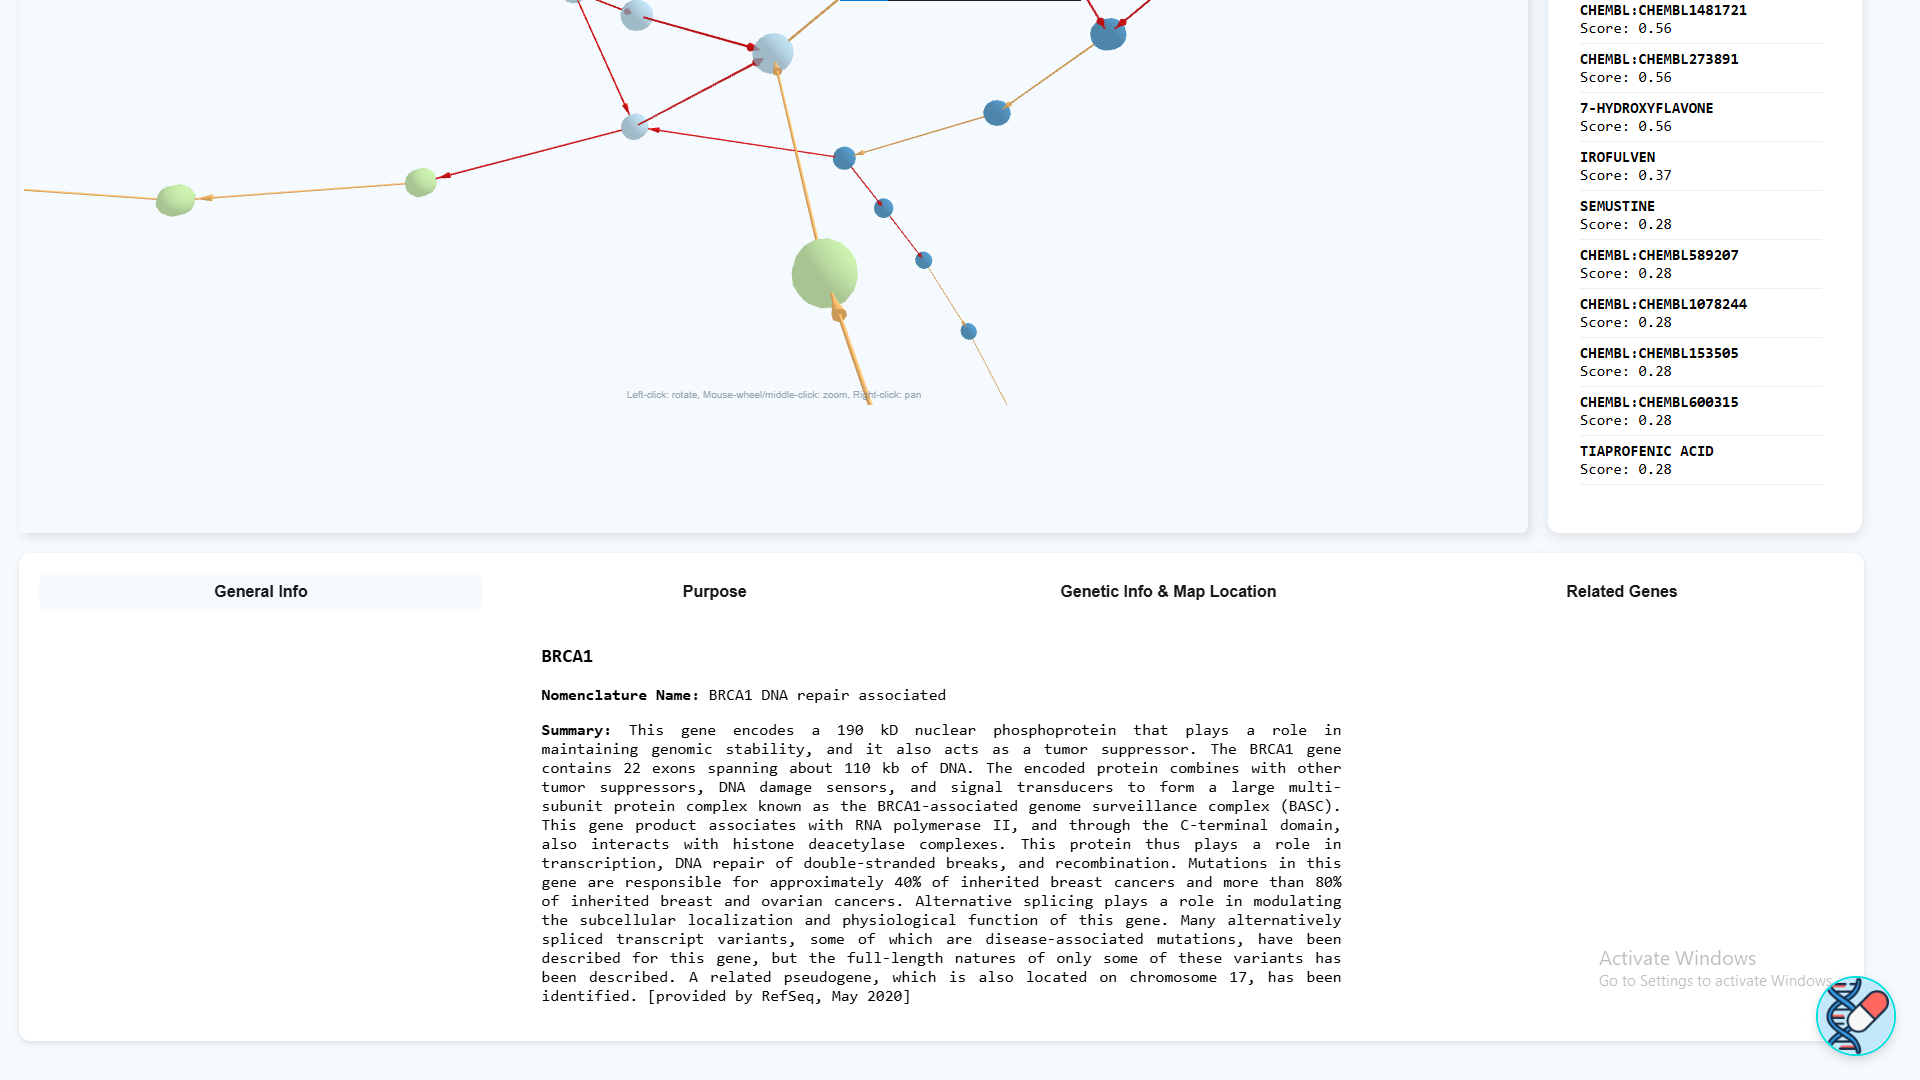 CHEMBL:CHEMBL1481721
Score: 0.56
CHEMBL:CHEMBL273891
Score: 0.56
7-HYDROXYFLAVONE
Score: 0.56
IROFULVEN
Score: 0.37
SEMUSTINE
Score: 0.28
CHEMBL:CHEMBL589207
Score: 0.28
CHEMBL:CHEMBL1078244
Score: 0.28
CHEMBL:CHEMBL153505
Score: 0.28
CHEMBL:CHEMBL600315
Score: 0.28
TIAPROFENIC ACID
Score: 0.28
Left-click: rotate, Mouse-wheel/middle-click: zoom, Right-click: pan
General Info
Purpose
Genetic Info & Map Location
Related Genes
BRCA1
Nomenclature Name: BRCA1 DNA repair associated
Summary: This gene encodes a 190 kD nuclear phosphoprotein that plays a role in
maintaining genomic stability, and it also acts as a tumor suppressor. The BRCA1 gene
contains 22 exons spanning about 110 kb of DNA. The encoded protein combines with other
tumor suppressors, DNA damage sensors, and signal transducers to form a large multi-
subunit protein complex known as the BRCA1-associated genome surveillance complex (BASC).
This gene product associates with RNA polymerase II, and through the C-terminal domain,
also interacts with histone deacetylase complexes. This protein thus plays a role in
transcription, DNA repair of double-stranded breaks, and recombination. Mutations in this
gene are responsible for approximately 40% of inherited breast cancers and more than 80%
of inherited breast and ovarian cancers. Alternative splicing plays a role in modulating
the subcellular localization and physiological function of this gene. Many alternatively
spliced transcript variants, some of which are disease-associated mutations, have been
described for this gene, but the full-length natures of only some of these variants has
been described. A related pseudogene, which is also located on chromosome 17, has been
identified. [provided by RefSeq, May 2020]
Activate Windows
Go to Settings to activate Windows.